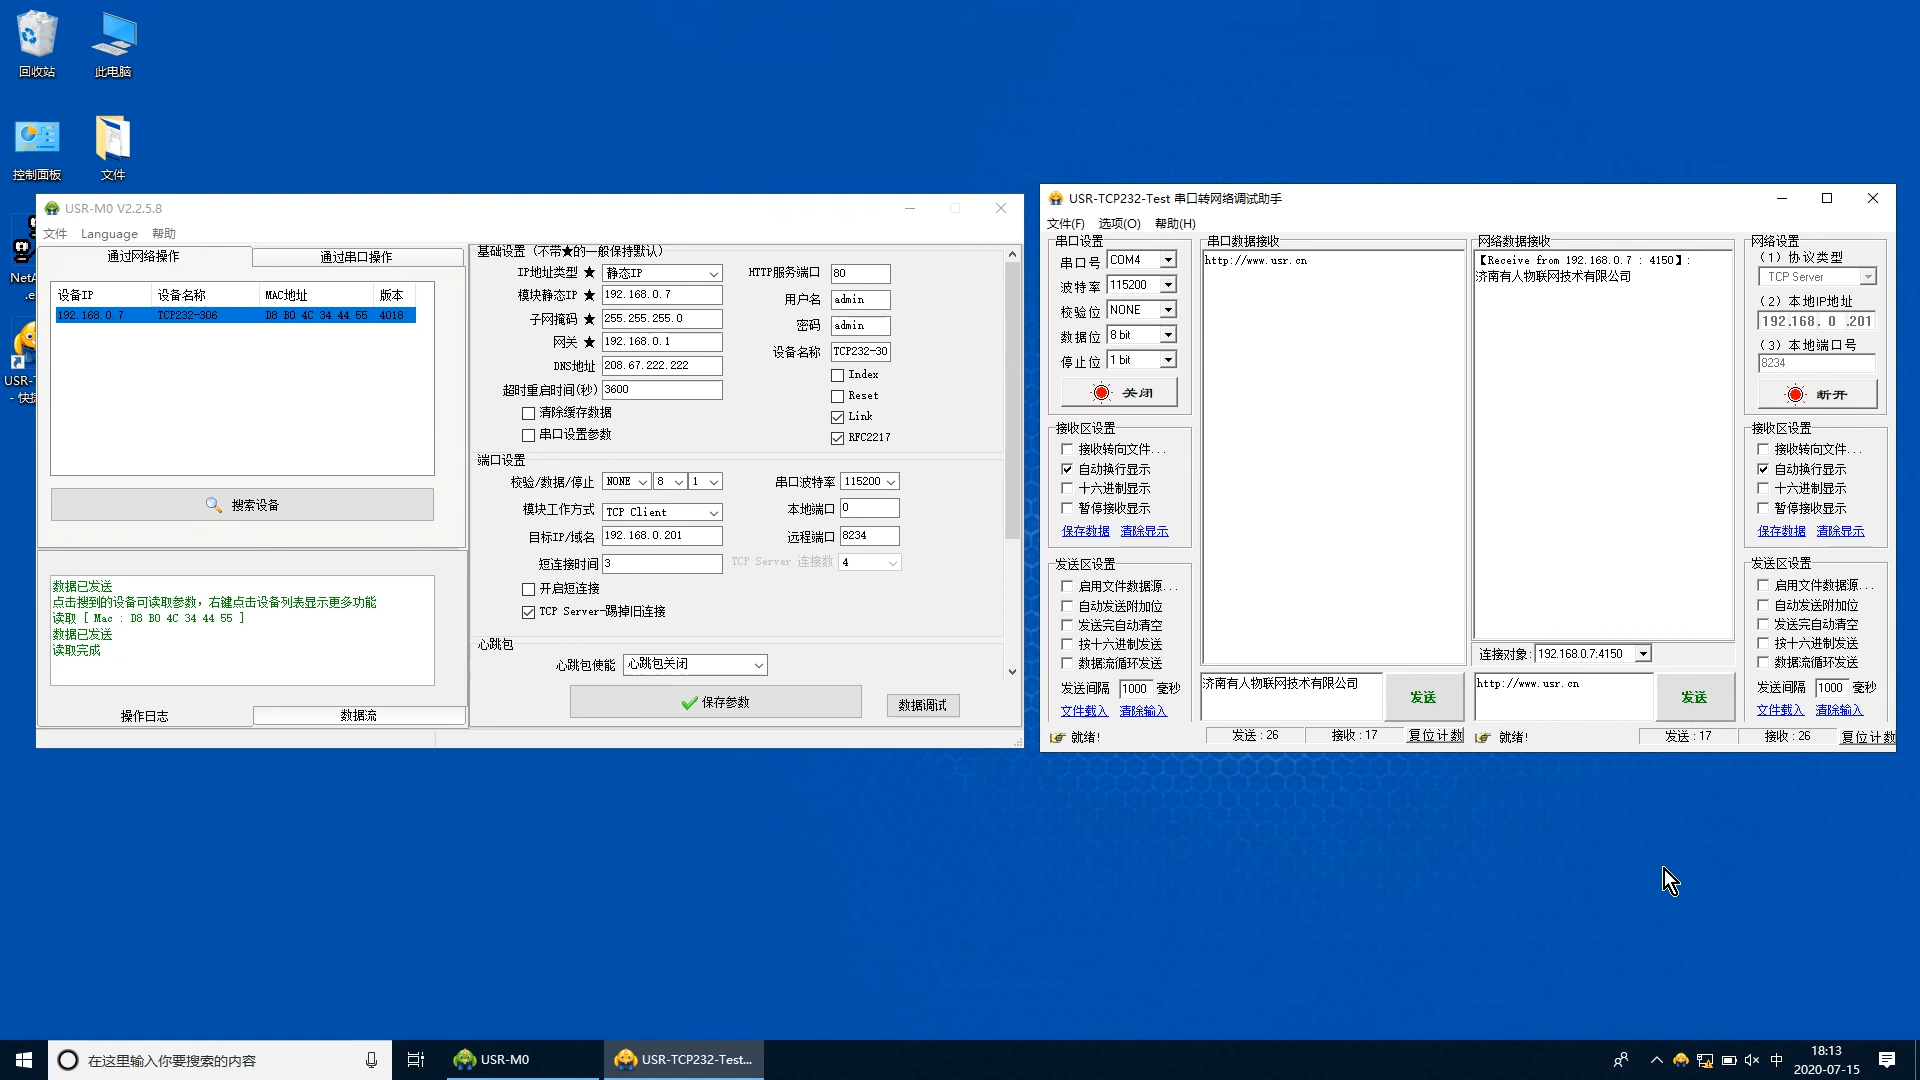 回收站
此电脑
控制面板
文件
NetA
.e
USR-T
- 快捷
USR-M0 V2.2.5.8
文件 Language 帮助
通过网络操作 通过串口操作
设备IP 设备名称 MAC地址 版本
192.168.0.7 TCP232-306 D8 B0 4C 34 44 55 4018
搜索设备
数据已发送
点击搜到的设备可读取参数，右键点击设备列表显示更多功能
读取 [ Mac : D8 B0 4C 34 44 55 ]
数据已发送
读取完成
操作日志 数据流
基础设置（不带★的一般保持默认）
IP地址类型 ★ 静态IP
模块静态IP ★ 192.168.0.7
子网掩码 ★ 255.255.255.0
网关 ★ 192.168.0.1
DNS地址 208.67.222.222
超时重启时间(秒) 3600
清除缓存数据
串口设置参数
HTTP服务端口 80
用户名 admin
密码 admin
设备名称 TCP232-30
Index
Reset
Link
RFC2217
端口设置
校验/数据/停止 NONE 8 1
模块工作方式 TCP Client
目标IP/域名 192.168.0.201
短连接时间 3
开启短连接
TCP Server-踢掉旧连接
串口波特率 115200
本地端口 0
远程端口 8234
TCP Server 连接数 4
心跳包
心跳包使能 心跳包关闭
保存参数
数据调试
USR-TCP232-Test 串口转网络调试助手
文件(F) 选项(O) 帮助(H)
串口设置
串口号 COM4
波特率 115200
校验位 NONE
数据位 8 bit
停止位 1 bit
关闭
接收区设置
接收转向文件...
自动换行显示
十六进制显示
暂停接收显示
保存数据 清除显示
发送区设置
启用文件数据源...
自动发送附加位
发送完自动清空
按十六进制发送
数据流循环发送
发送间隔 1000 毫秒
文件载入 清除输入
就绪!
串口数据接收
http://www.usr.cn
济南有人物联网技术有限公司
发送
发送 : 26 接收 : 17 复位计数
网络数据接收
【Receive from 192.168.0.7 : 4150】:
济南有人物联网技术有限公司
连接对象: 192.168.0.7:4150
http://www.usr.cn
发送
就绪!
发送 : 17 接收 : 26 复位计数
网络设置
（1）协议类型
TCP Server
（2）本地IP地址
192.168. 0 .201
（3）本地端口号
8234
断开
接收区设置
接收转向文件...
自动换行显示
十六进制显示
暂停接收显示
保存数据 清除显示
发送区设置
启用文件数据源...
自动发送附加位
发送完自动清空
按十六进制发送
数据流循环发送
发送间隔 1000 毫秒
文件载入 清除输入
在这里输入你要搜索的内容
USR-M0
USR-TCP232-Test...
中
18:13
2020-07-15